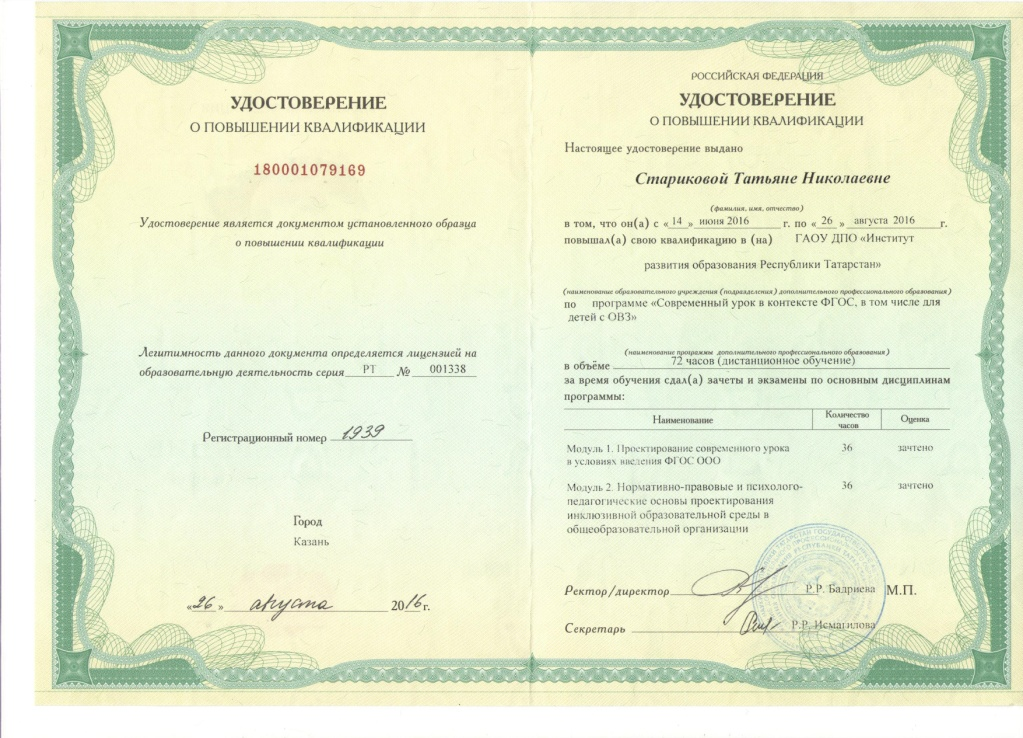 УДОСТОВЕРЕНИЕ
О ПОВЫШЕНИИ КВАЛИФИКАЦИИ
180001079169
Удостоверение является документом установленного образца
о повышении квалификации
Легитимность данного документа определяется лицензией на
образовательную деятельность серия РТ № 001338
Регистрационный номер 1939
Город
Казань
«26» августа 2016 г.
РОССИЙСКАЯ ФЕДЕРАЦИЯ
УДОСТОВЕРЕНИЕ
О ПОВЫШЕНИИ КВАЛИФИКАЦИИ
Настоящее удостоверение выдано
Стариковой Татьяне Николаевне
(фамилия, имя, отчество)
в том, что он(а) с «14» июня 2016 г. по «26» августа 2016 г.
повышал(а) свою квалификацию в (на) ГАОУ ДПО «Институт
развития образования Республики Татарстан»
(наименование образовательного учреждения (подразделения) дополнительного профессионального образования)
по программе «Современный урок в контексте ФГОС, в том числе для
детей с ОВЗ»
(наименование программы дополнительного профессионального образования)
в объёме 72 часов (дистанционное обучение)
за время обучения сдал(а) зачеты и экзамены по основным дисциплинам
программы:
Наименование Количество часов Оценка
Модуль 1. Проектирование современного урока 36 зачтено
в условиях введения ФГОС ООО
Модуль 2. Нормативно-правовые и психолого- 36 зачтено
педагогические основы проектирования
инклюзивной образовательной среды в
общеобразовательной организации
Ректор/директор Р.Р. Бадриева М.П.
Секретарь Р.Р. Исмагилова